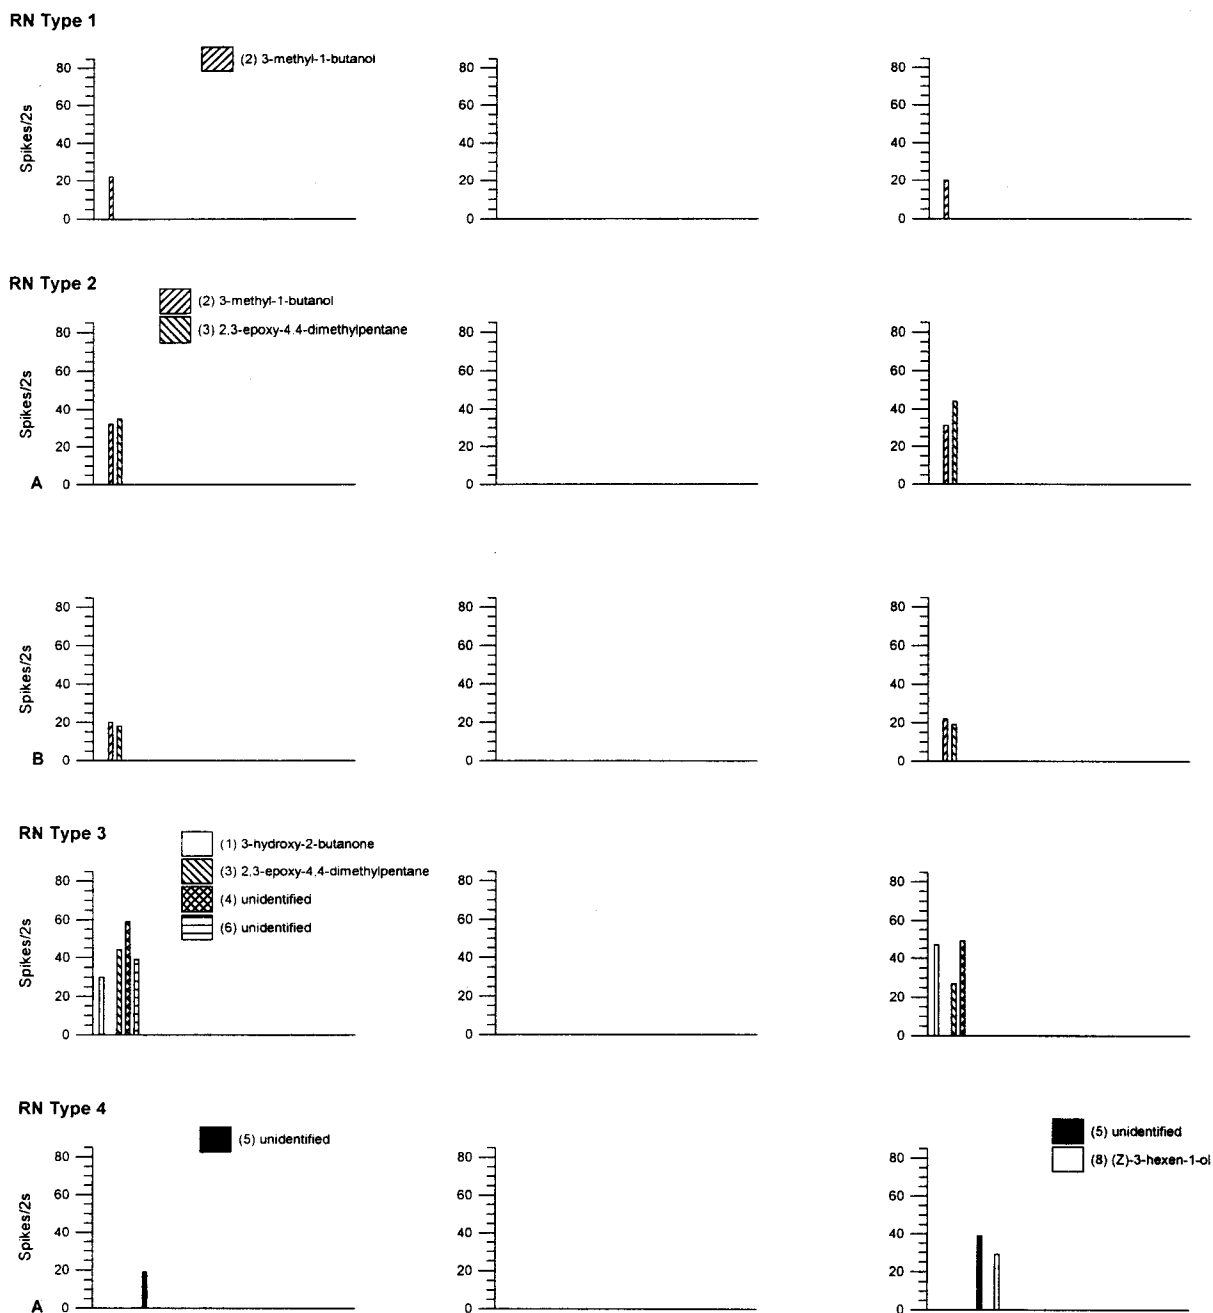 RN Type 1
(2) 3-methyl-1-butanol
Spikes/2s
80 60 40 20 0
80 60 40 20 0
80 60 40 20 0
RN Type 2
(2) 3-methyl-1-butanol
(3) 2.3-epoxy-4.4-dimethylpentane
Spikes/2s
80 60 40 20 0
80 60 40 20 0
80 60 40 20 0
A
Spikes/2s
80 60 40 20 0
80 60 40 20 0
80 60 40 20 0
B
RN Type 3
(1) 3-hydroxy-2-butanone
(3) 2.3-epoxy-4.4-dimethylpentane
(4) unidentified
(6) unidentified
Spikes/2s
80 60 40 20 0
80 60 40 20 0
80 60 40 20 0
RN Type 4
(5) unidentified
(5) unidentified
(8) (Z)-3-hexen-1-ol
Spikes/2s
80 60 40 20 0
80 60 40 20 0
80 60 40 20 0
A